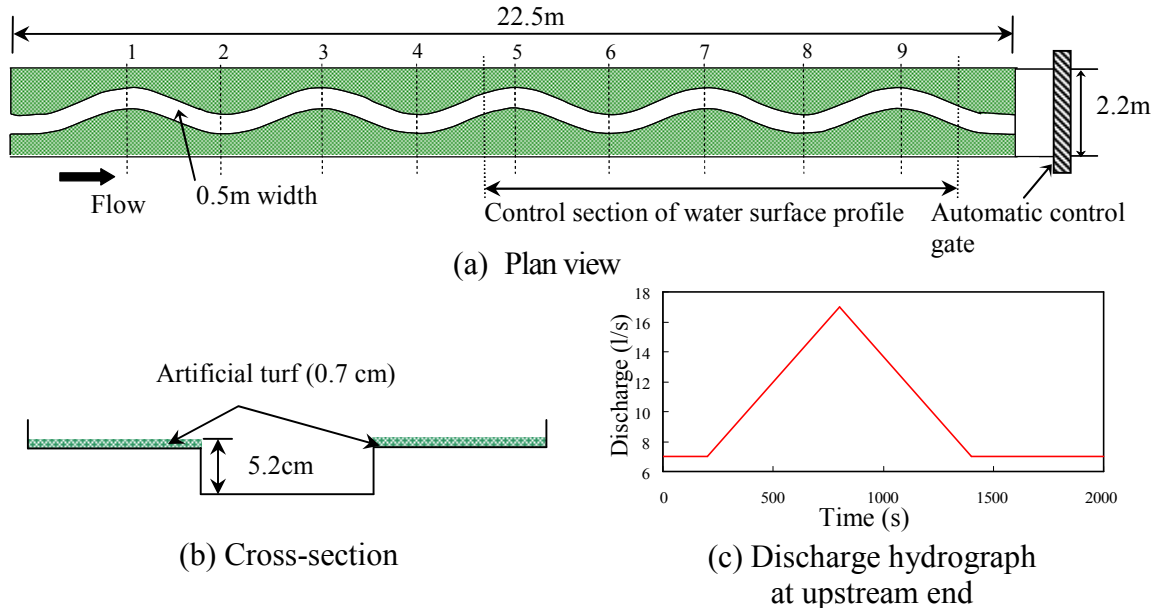 22.5m
1 2 3 4 5 6 7 8 9
2.2m
Flow
0.5m width
Control section of water surface profile
Automatic control
gate
(a) Plan view
Artificial turf (0.7 cm)
5.2cm
(b) Cross-section
18
16
14
12
10
8
6
Discharge (l/s)
0 500 1000 1500 2000
Time (s)
(c) Discharge hydrograph
at upstream end